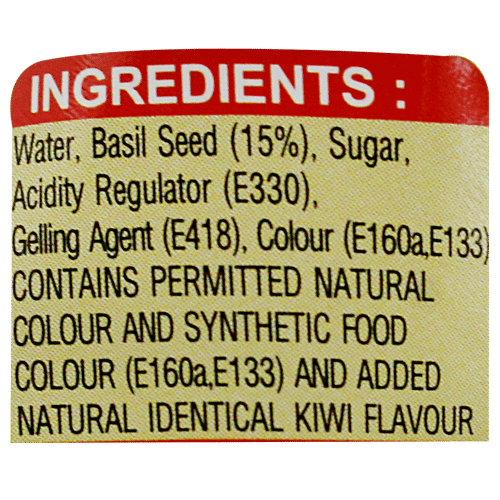 INGREDIENTS :
Water, Basil Seed (15%), Sugar,
Acidity Regulator (E330),
Gelling Agent (E418), Colour (E160a,E133)
CONTAINS PERMITTED NATURAL
COLOUR AND SYNTHETIC FOOD
COLOUR (E160a,E133) AND ADDED
NATURAL IDENTICAL KIWI FLAVOUR